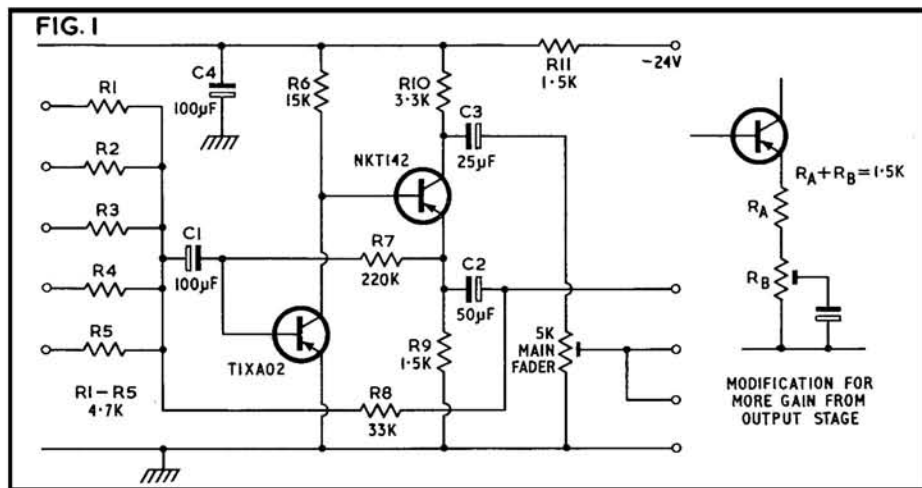 FIG. 1
R1
C4
100µF
R6
15K
R10
3·3K
R11
1·5K
−24V
R2
C3
25µF
NKT142
R3
C1
100µF
R7
220K
C2
50µF
R4
R5
R1–R5
4·7K
T1XA02
R9
1·5K
R8
33K
5K
MAIN
FADER
RA+RB=1·5K
RA
RB
MODIFICATION FOR
MORE GAIN FROM
OUTPUT STAGE